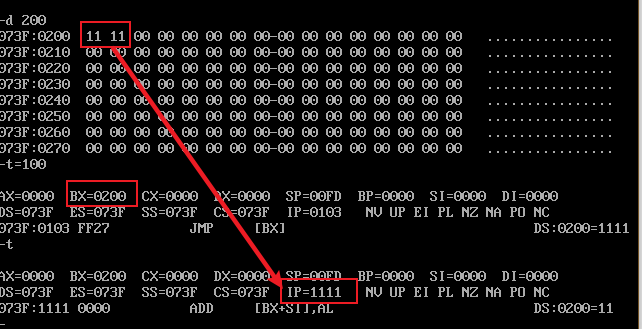 -d 200
073F:0200 11 11 00 00 00 00 00 00-00 00 00 00 00 00 00 00 ................
073F:0210 00 00 00 00 00 00 00 00-00 00 00 00 00 00 00 00 ................
073F:0220 00 00 00 00 00 00 00 00-00 00 00 00 00 00 00 00 ................
073F:0230 00 00 00 00 00 00 00 00-00 00 00 00 00 00 00 00 ................
073F:0240 00 00 00 00 00 00 00 00-00 00 00 00 00 00 00 00 ................
073F:0250 00 00 00 00 00 00 00 00-00 00 00 00 00 00 00 00 ................
073F:0260 00 00 00 00 00 00 00 00-00 00 00 00 00 00 00 00 ................
073F:0270 00 00 00 00 00 00 00 00-00 00 00 00 00 00 00 00 ................
-t=100
AX=0000 BX=0200 CX=0000 DX=0000 SP=00FD BP=0000 SI=0000 DI=0000
DS=073F ES=073F SS=073F CS=073F IP=0103 NV UP EI PL NZ NA PO NC
073F:0103 FF27 JMP [BX] DS:0200=1111
-t
AX=0000 BX=0200 CX=0000 DX=0000 SP=00FD BP=0000 SI=0000 DI=0000
DS=073F ES=073F SS=073F CS=073F IP=1111 NV UP EI PL NZ NA PO NC
073F:1111 0000 ADD [BX+SI],AL DS:0200=11
-